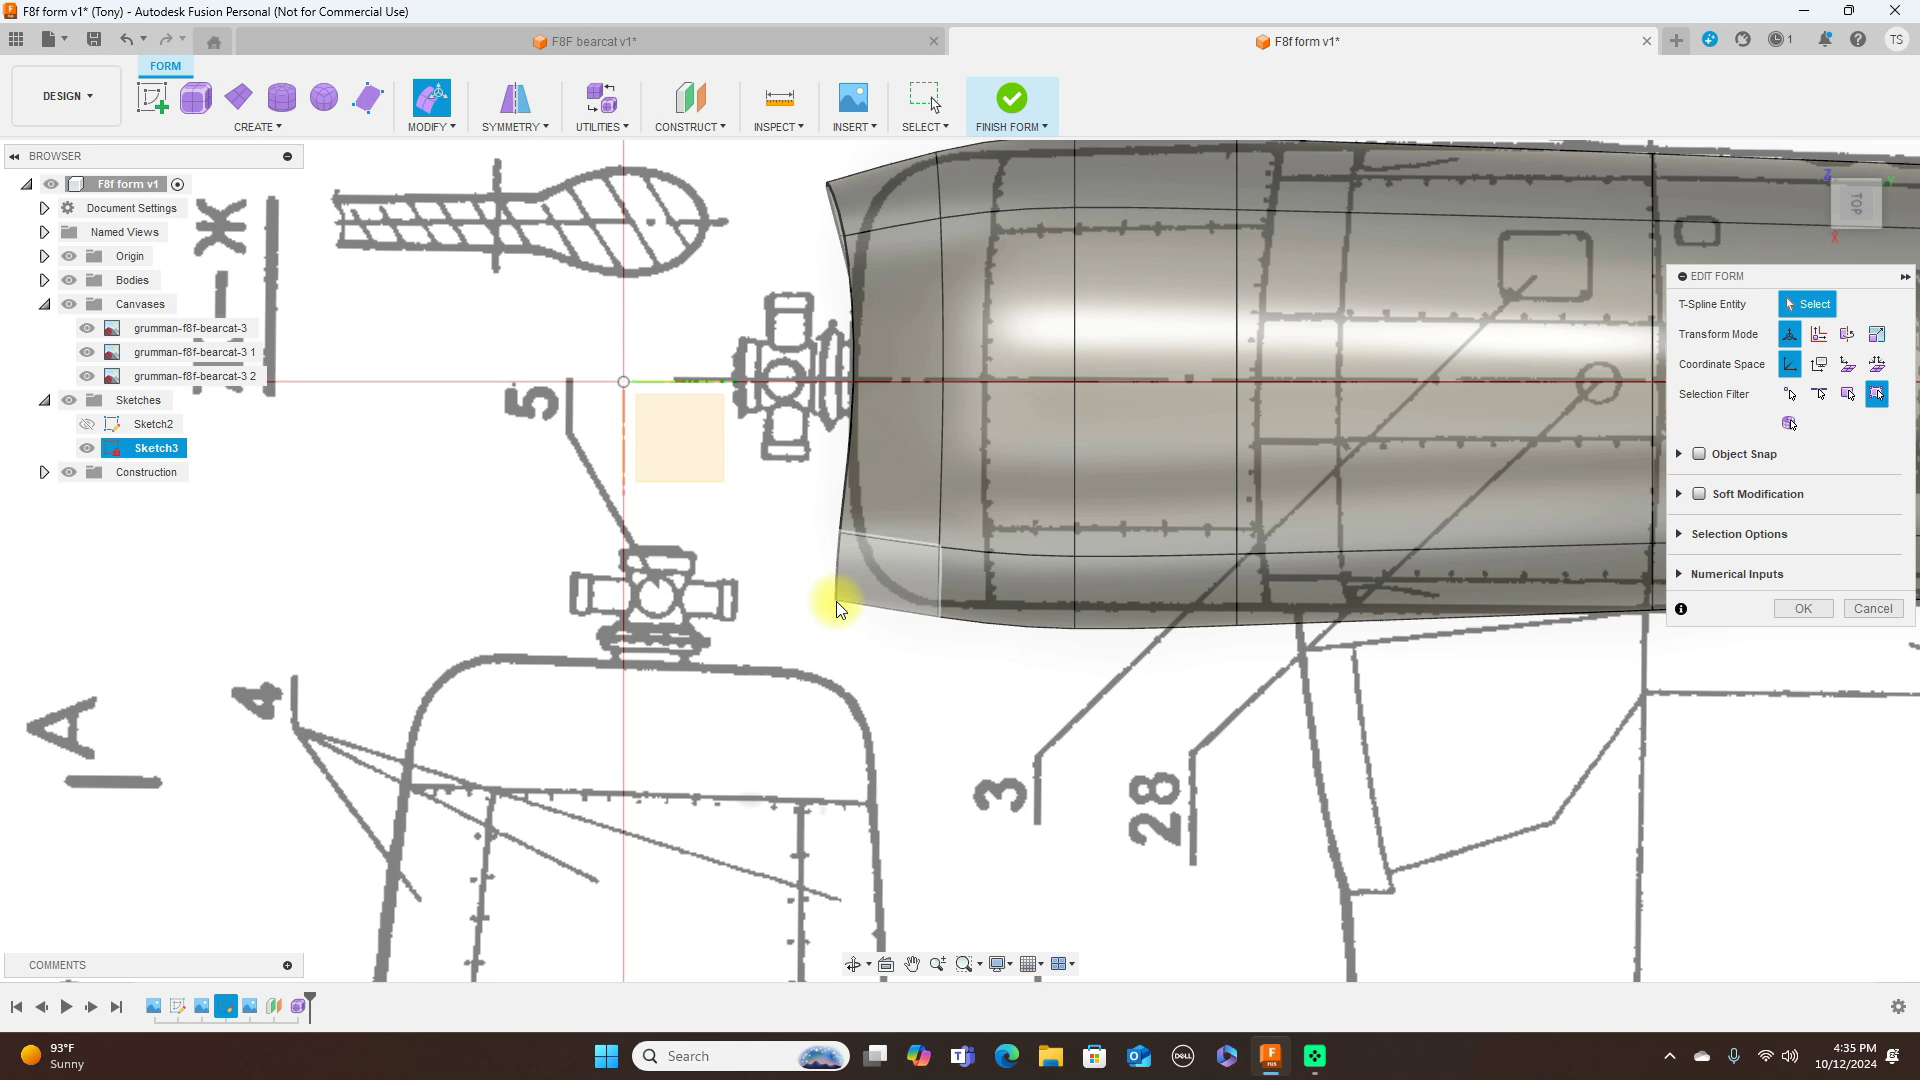 F8f form v1* (Tony) - Autodesk Fusion Personal (Not for Commercial Use)
F8F bearcat v1*
F8f form v1*
1
TS
FORM
DESIGN
CREATE
MODIFY
SYMMETRY
UTILITIES
CONSTRUCT
INSPECT
INSERT
SELECT
FINISH FORM
BROWSER
F8f form v1
Document Settings
Named Views
Origin
Bodies
Canvases
grumman-f8f-bearcat-3
grumman-f8f-bearcat-3 1
grumman-f8f-bearcat-3 2
Sketches
Sketch2
Sketch3
Construction
Ж
5
4
A
3
28
Z
Y
TOP
X
EDIT FORM
T-Spline Entity
Select
Transform Mode
Coordinate Space
Selection Filter
Object Snap
Soft Modification
Selection Options
Numerical Inputs
OK
Cancel
COMMENTS
93°F
Sunny
Search
DELL
FUS
4:35 PM
10/12/2024